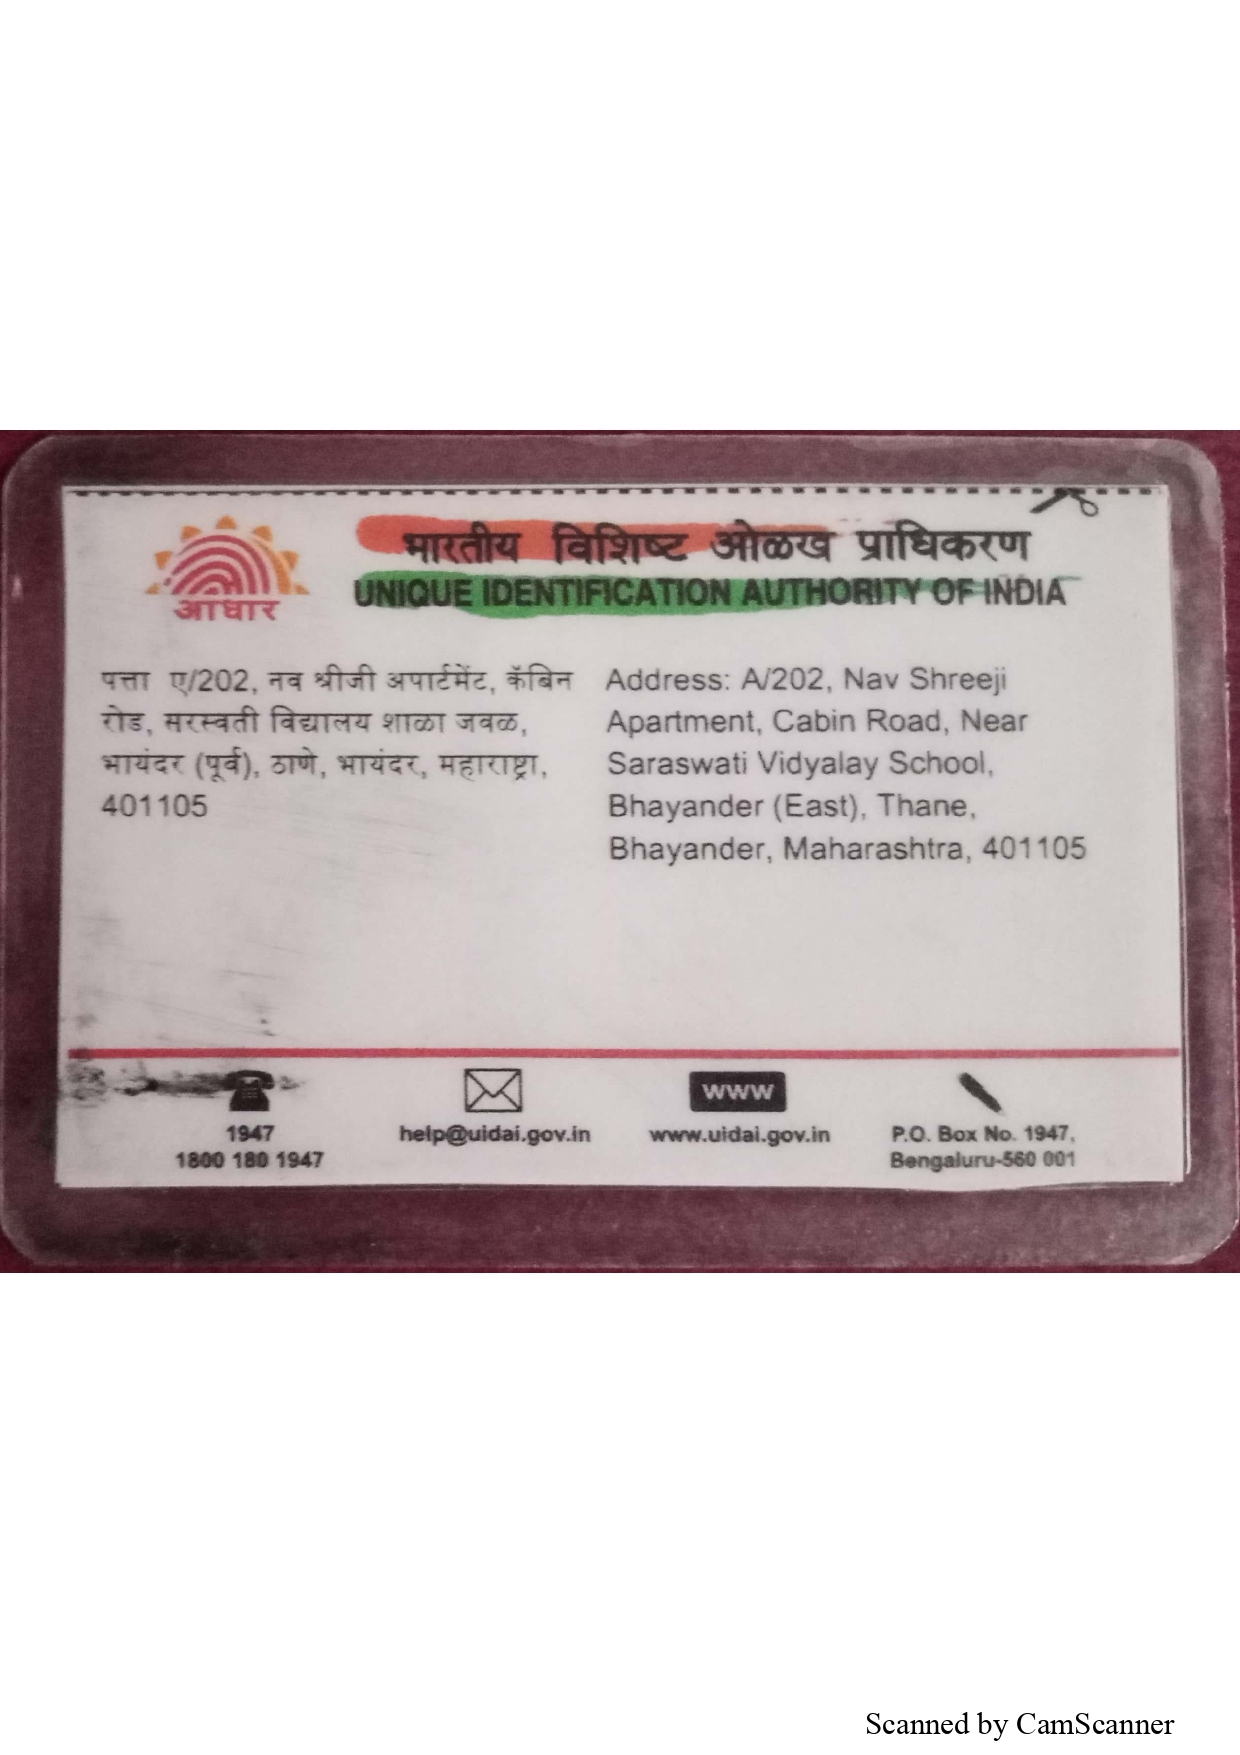 भारतीय विशिष्ट ओळख प्राधिकरण
UNIQUE IDENTIFICATION AUTHORITY OF INDIA
आधार
पत्ता ए/202, नव श्रीजी अपार्टमेंट, कॅबिन
रोड, सरस्वती विद्यालय शाळा जवळ,
भायंदर (पूर्व), ठाणे, भायंदर, महाराष्ट्रा,
401105
Address: A/202, Nav Shreeji
Apartment, Cabin Road, Near
Saraswati Vidyalay School,
Bhayander (East), Thane,
Bhayander, Maharashtra, 401105
1947
1800 180 1947
help@uidai.gov.in
www
www.uidai.gov.in
P.O. Box No. 1947,
Bengaluru-560 001
Scanned by CamScanner